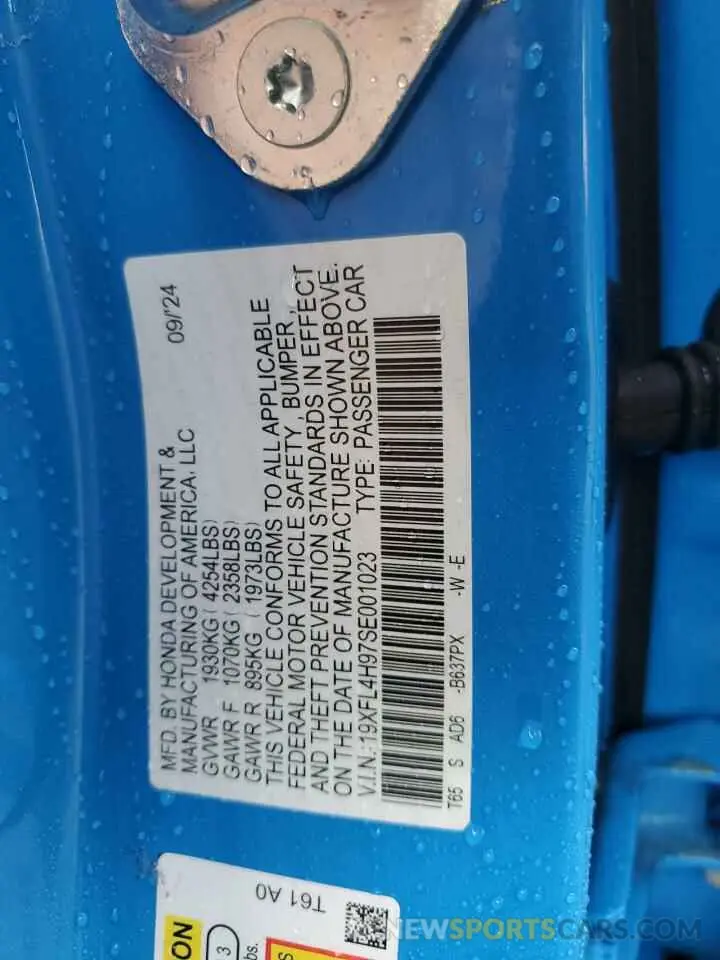 MFD. BY HONDA DEVELOPMENT &
MANUFACTURING OF AMERICA, LLC 09/'24
GVWR 1930KG ( 4254LBS)
GAWR F 1070KG ( 2358LBS)
GAWR R 895KG ( 1973LBS)
THIS VEHICLE CONFORMS TO ALL APPLICABLE
FEDERAL MOTOR VEHICLE SAFETY , BUMPER ,
AND THEFT PREVENTION STANDARDS IN EFFECT
ON THE DATE OF MANUFACTURE SHOWN ABOVE.
V.I.N.: 19XFL4H97SE001023 TYPE: PASSENGER CAR
T65 S AD6 -B637PX -W -E
T61 A0
3
bs.
NEWSPORTSCARS.COM